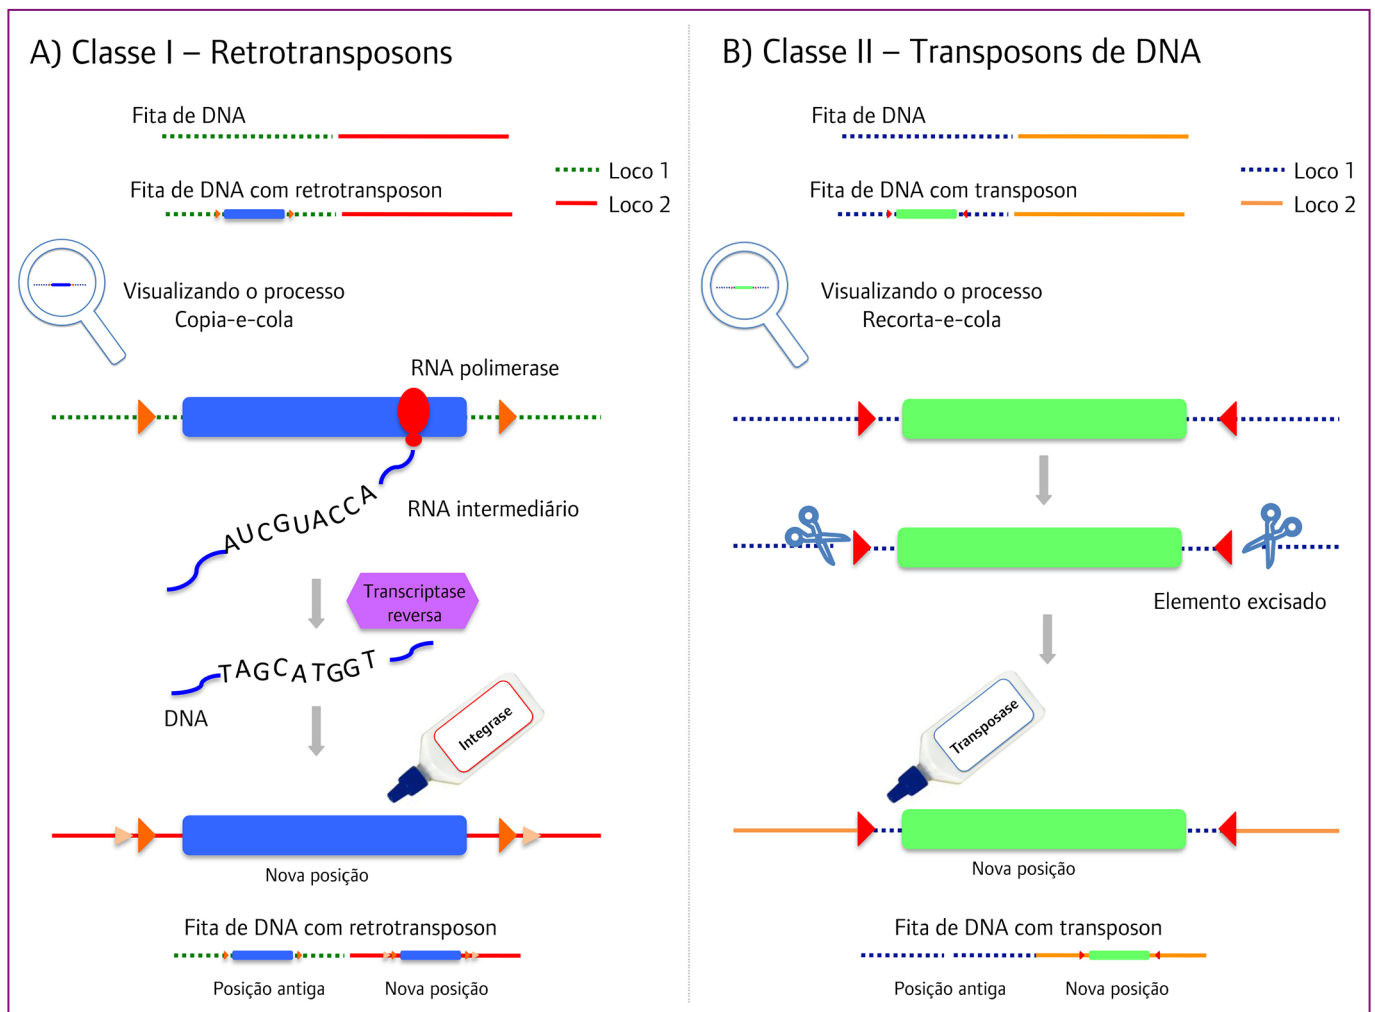 A) Classe I – Retrotransposons
Fita de DNA
Loco 1
Fita de DNA com retrotransposon
Loco 2
Visualizando o processo
Copia-e-cola
RNA polimerase
AUCGUACCA
RNA intermediário
Transcriptase
reversa
TAGCATGGT
DNA
Integrase
Nova posição
Fita de DNA com retrotransposon
Posição antiga
Nova posição
B) Classe II – Transposons de DNA
Fita de DNA
Loco 1
Fita de DNA com transposon
Loco 2
Visualizando o processo
Recorta-e-cola
Elemento excisado
Transposase
Nova posição
Fita de DNA com transposon
Posição antiga
Nova posição